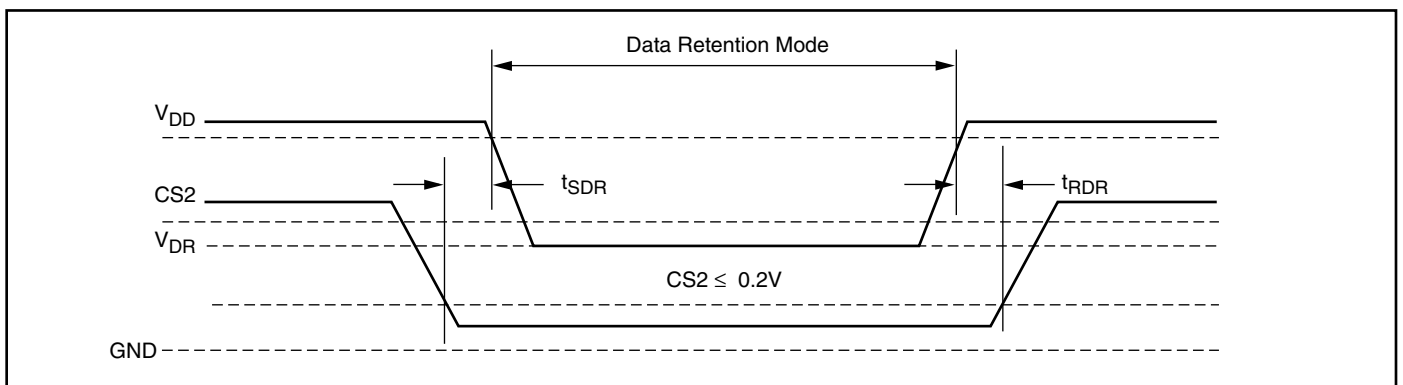 Data Retention Mode
VDD
tSDR
tRDR
CS2
VDR
CS2 ≤ 0.2V
GND